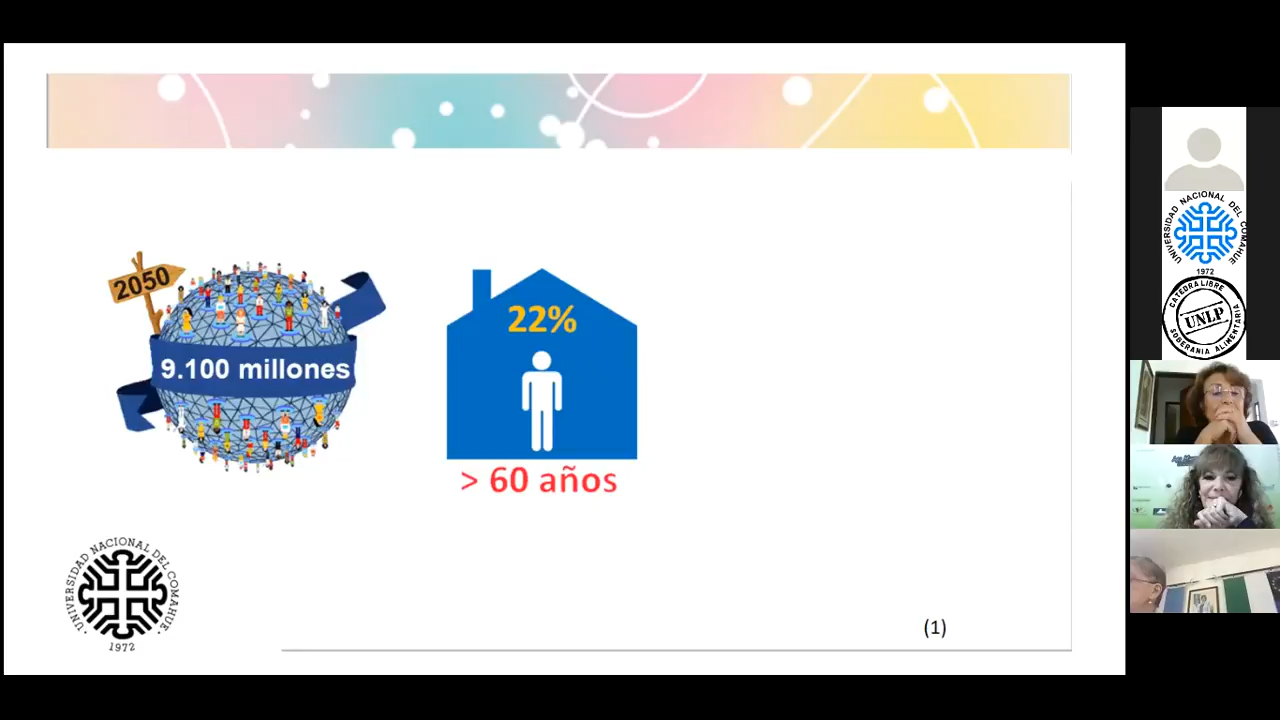 2050
9.100 millones
22%
> 60 años
UNIVERSIDAD NACIONAL DEL COMAHUE
1972
(1)
UNIVERSIDAD NACIONAL DEL COMAHUE
1972
CATEDRA LIBRE
UNLP
SOBERANIA ALIMENTARIA